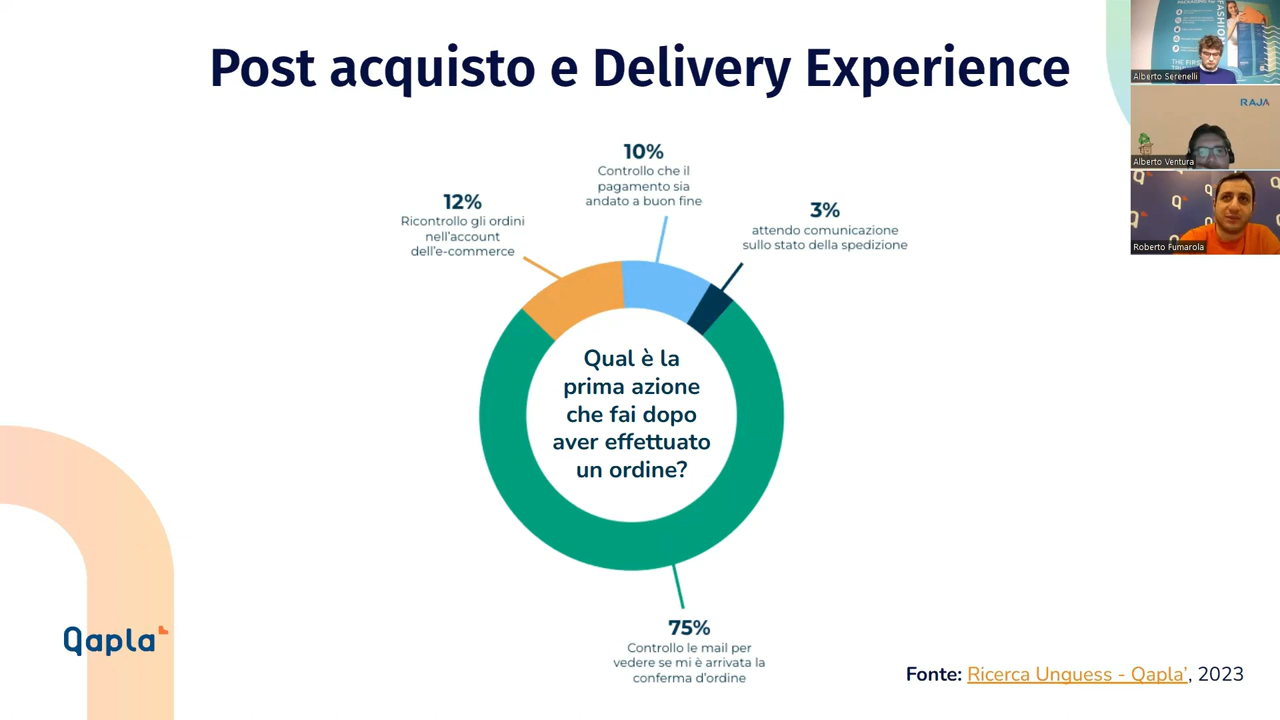 Post acquisto e Delivery Experience
10%
Controllo che il
pagamento sia
andato a buon fine
12%
Ricontrollo gli ordini
nell'account
dell'e-commerce
3%
attendo comunicazione
sullo stato della spedizione
Qual è la
prima azione
che fai dopo
aver effettuato
un ordine?
75%
Controllo le mail per
vedere se mi è arrivata la
conferma d'ordine
Qapla'
Fonte: Ricerca Unguess - Qapla', 2023
FASHION
THE FIRST
Alberto Serenelli
RAJA
Alberto Ventura
Roberto Fumarola